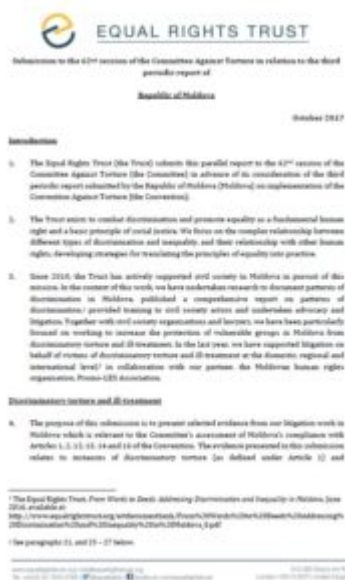 EQUAL RIGHTS TRUST
Submission to the 62nd session of the Committee Against Torture in relation to the third
periodic report of
Republic of Moldova
October 2017
Introduction
1. The Equal Rights Trust (the Trust) submits this parallel report to the 62nd session of the
Committee Against Torture (the Committee) in advance of its consideration of the third
periodic report submitted by the Republic of Moldova (Moldova) on implementation of the
Convention Against Torture (the Convention).
2. The Trust exists to combat discrimination and promote equality as a fundamental human
right and a basic principle of social justice. We focus on the complex relationship between
different types of discrimination and inequality, and their relationship with other human
rights, developing strategies for translating the principles of equality into practice.
3. Since 2010, the Trust has actively supported civil society in Moldova in pursuit of this
mission. In the context of this work, we have undertaken research to document patterns of
discrimination in Moldova, published a comprehensive report on patterns of
discrimination,¹ provided training to civil society actors and undertaken advocacy and
litigation. Together with civil society organisations and lawyers, we have been particularly
focused on working to increase the protection of vulnerable groups in Moldova from
discriminatory torture and ill-treatment. In the last year, we have supported litigation on
behalf of victims of discriminatory torture and ill-treatment at the domestic, regional and
international level² in collaboration with our partner, the Moldovan human rights
organisation, Promo-LEX Association.
Discriminatory torture and ill-treatment
4. The purpose of this submission is to present selected evidence from our litigation work in
Moldova which is relevant to the Committee's assessment of Moldova's compliance with
Articles 1, 2, 12, 13, 14 and 16 of the Convention. The evidence presented in this submission
relates to instances of discriminatory torture (as defined under Article 1) and
¹ The Equal Rights Trust, From Words to Deeds: Addressing Discrimination and Inequality in Moldova, June
2016, available at:
² See paragraphs 21, and 25 – 27 below.